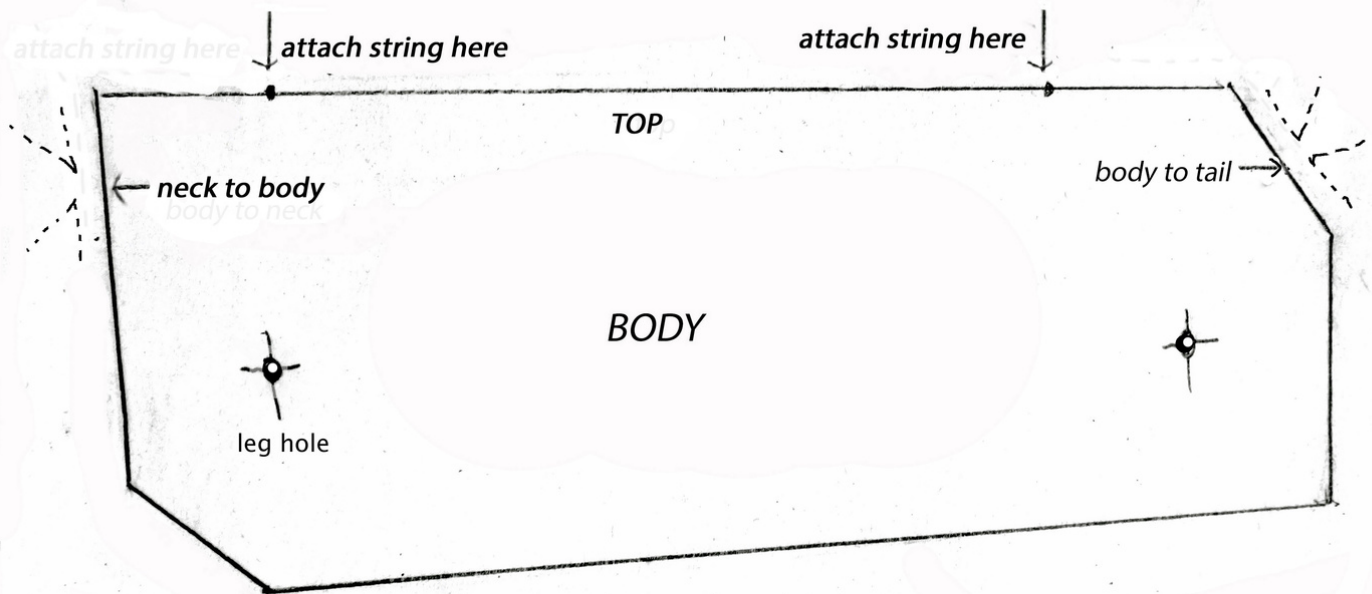 attach string here
attach string here
attach string here
TOP
neck to body
body to tail
body to neck
BODY
leg hole